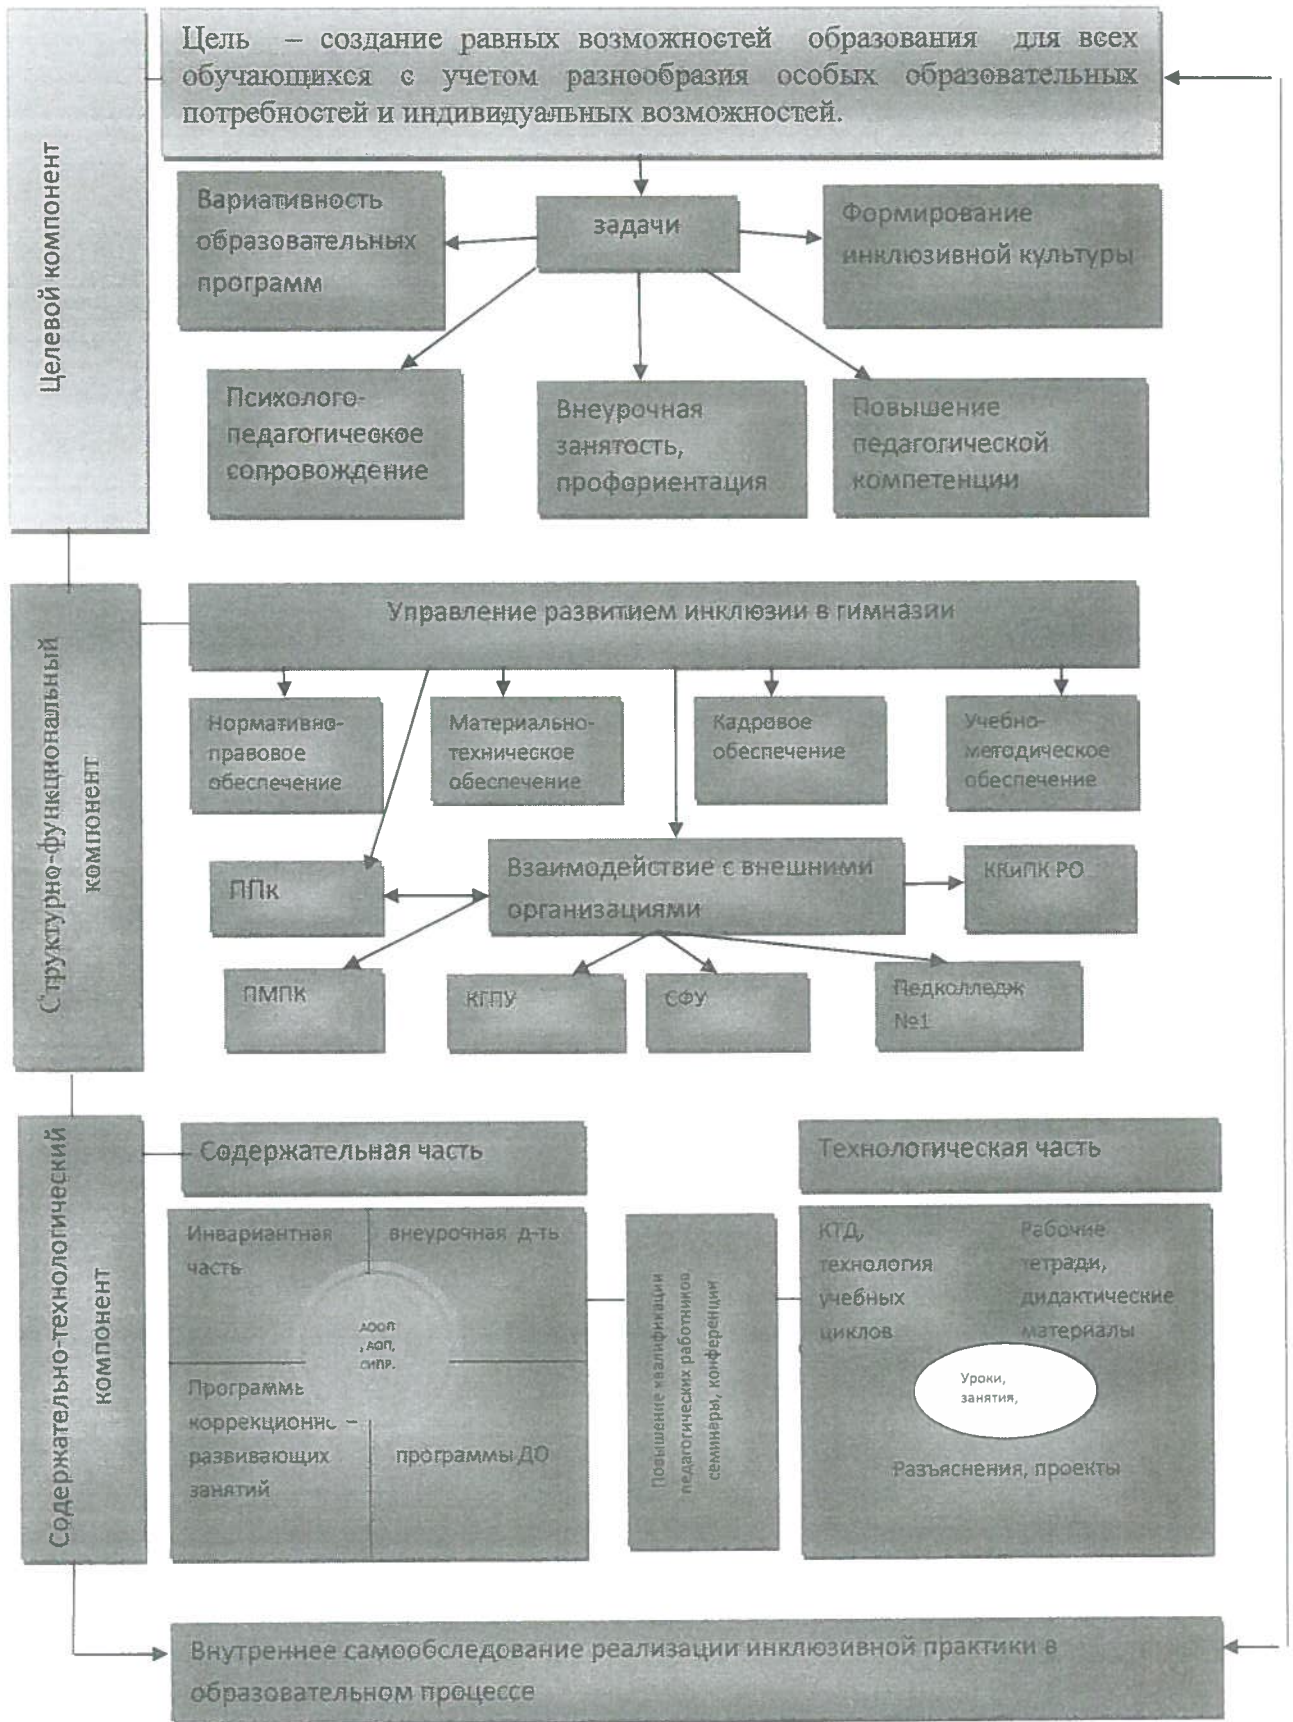 Цель – создание равных возможностей образования для всех
обучающихся с учетом разнообразия особых образовательных
потребностей и индивидуальных возможностей.
Целевой компонент
Вариативность
образовательных
программ
задачи
Формирование
инклюзивной культуры
Психолого-
педагогическое
сопровождение
Внеурочная
занятость,
профориентация
Повышение
педагогической
компетенции
Структурно-функциональный
компонент
Управление развитием инклюзии в гимназии
Нормативно-
правовое
обеспечение
Материально-
техническое
обеспечение
Кадровое
обеспечение
Учебно-
методическое
обеспечение
ППк
Взаимодействие с внешними
организациями
ККиПК РО
ПМПК
КГПУ
СФУ
Педколледж
№1
Содержательно-технологический
компонент
Содержательная часть
Технологическая часть
Инвариантная
часть
внеурочная д-ть
АООП
, АОП,
СИПР.
Программы
коррекционно –
развивающих
занятий
программы ДО
Повышение квалификации
педагогических работников
семинары, конференции
КТД,
технология
учебных
циклов
Рабочие
тетради,
дидактические
материалы
Уроки,
занятия,
Разъяснения, проекты
Внутреннее самообследование реализации инклюзивной практики в
образовательном процессе